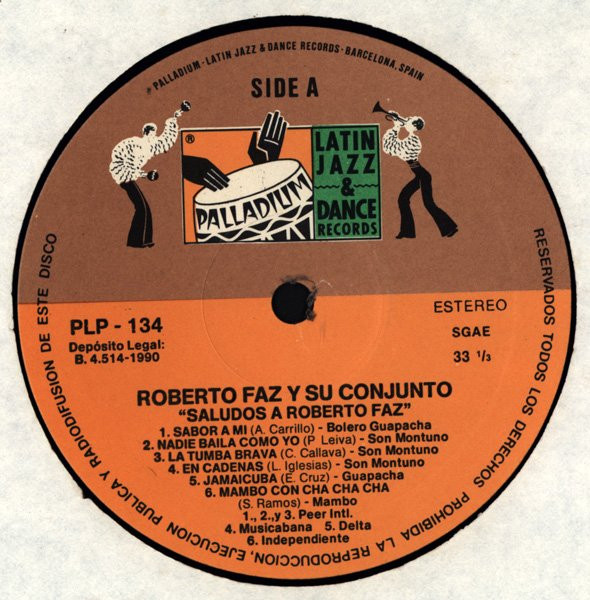 ℗ PALLADIUM - LATIN JAZZ & DANCE RECORDS - BARCELONA, SPAIN
SIDE A
®
PALLADIUM
LATIN
JAZZ
&
DANCE
RECORDS
PLP - 134
Depósito Legal:
B. 4.514-1990
ESTEREO
SGAE
33 1/3
ROBERTO FAZ Y SU CONJUNTO
"SALUDOS A ROBERTO FAZ"
1. SABOR A MI (A. Carrillo) - Bolero Guapacha
2. NADIE BAILA COMO YO (P Leiva) - Son Montuno
3. LA TUMBA BRAVA (C. Callava) - Son Montuno
4. EN CADENAS (L. Iglesias) - Son Montuno
5. JAMAICUBA (E. Cruz) - Guapacha
6. MAMBO CON CHA CHA CHA
(S. Ramos) - Mambo
1., 2.,y 3. Peer Intl.
4. Musicabana 5. Delta
6. Independiente
RESERVADOS TODOS LOS DERECHOS PROHIBIDA LA REPRODUCCION, EJECUCION PUBLICA Y RADIODIFUSION DE ESTE DISCO